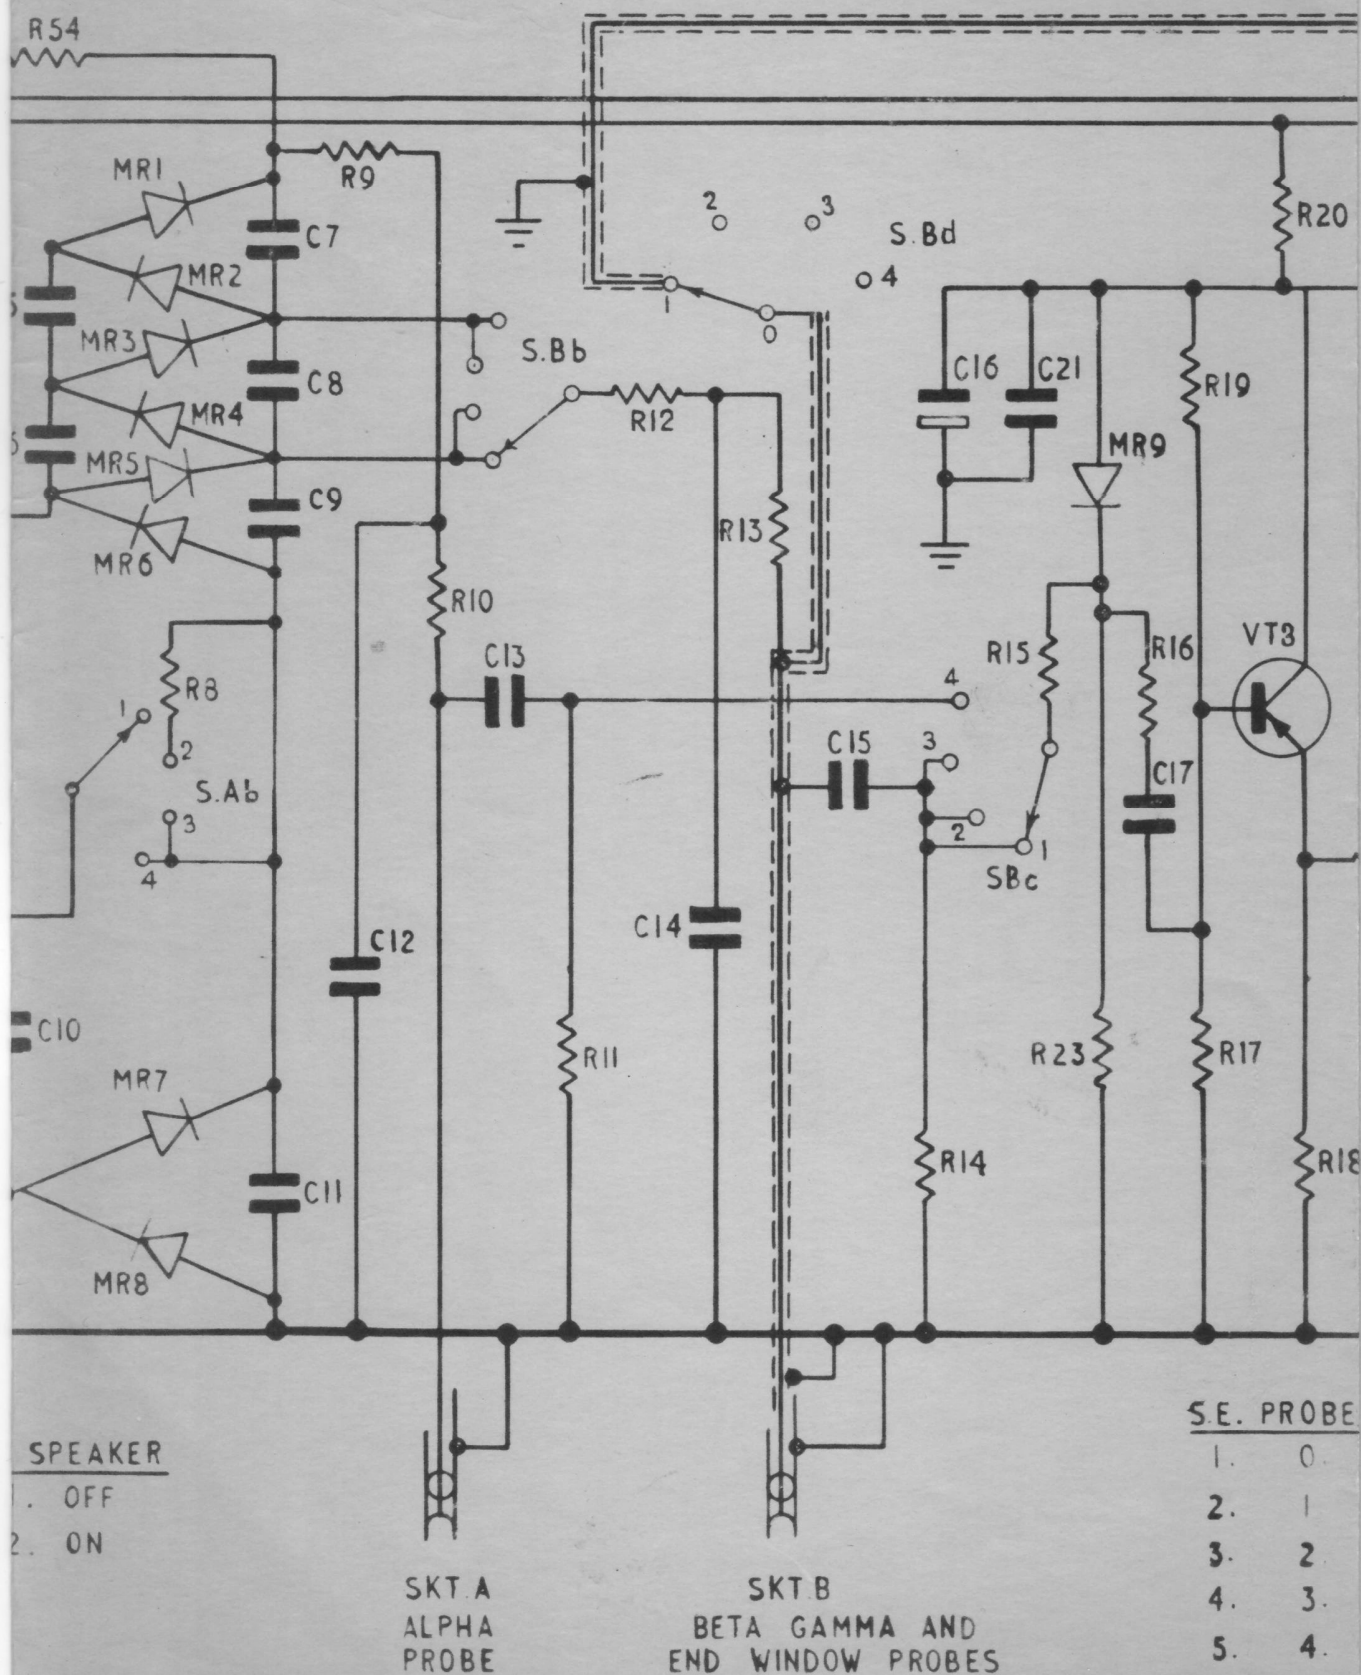 R54
MR1
R9
C7
MR2
MR3
C8
MR4
MR5
C9
MR6
2
3
S.Bd
4
1
0
S.Bb
R12
R13
C16
C21
MR9
R19
R20
R10
C13
R8
1
2
S.Ab
3
4
4
R15
R16
VT3
3
C15
2
1
SBc
C17
C12
C14
C10
R11
MR7
R23
R17
C11
R14
R18
MR8
SPEAKER
1. OFF
2. ON
SKT.A
ALPHA
PROBE
SKT.B
BETA GAMMA AND
END WINDOW PROBES
S.E. PROBE
1. 0.
2. 1
3. 2
4. 3.
5. 4.